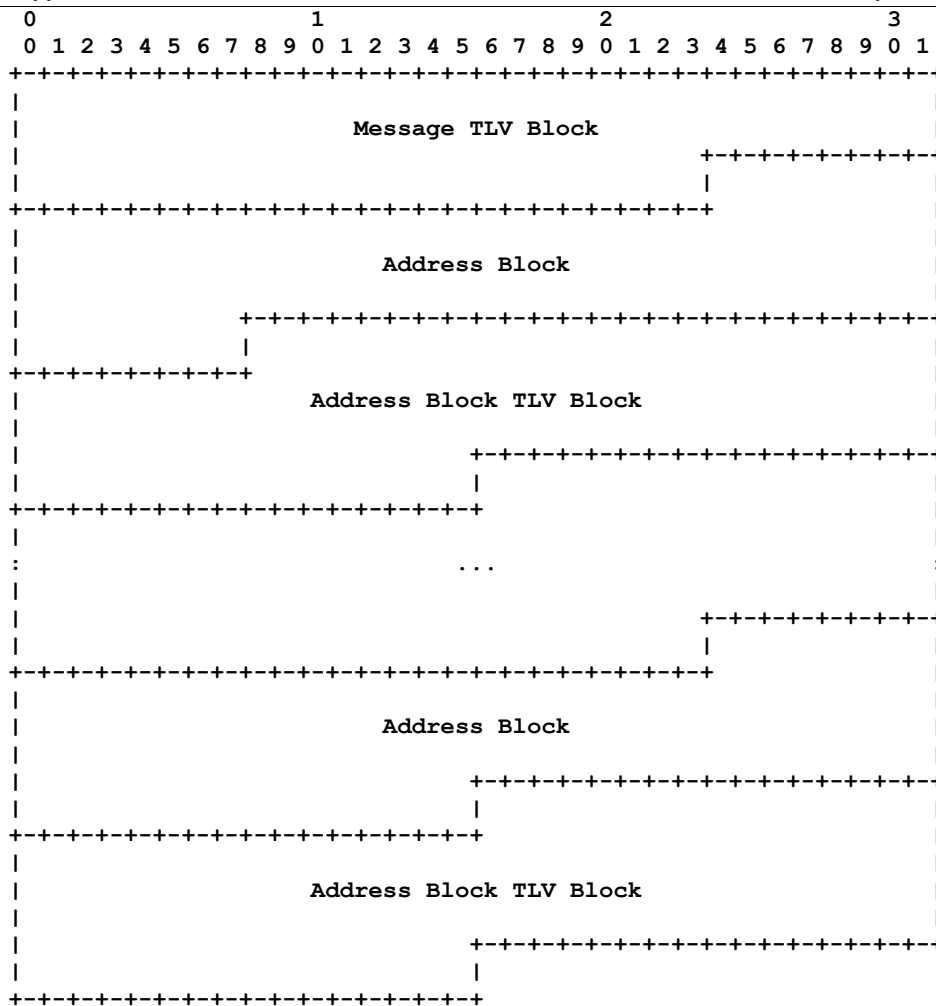 0                   1                   2                   3
 0 1 2 3 4 5 6 7 8 9 0 1 2 3 4 5 6 7 8 9 0 1 2 3 4 5 6 7 8 9 0 1
+-+-+-+-+-+-+-+-+-+-+-+-+-+-+-+-+-+-+-+-+-+-+-+-+-+-+-+-+-+-+-+-+
|                                                               |
|                       Message TLV Block                       |
|                                               +-+-+-+-+-+-+-+-+
|                                               |               |
+-+-+-+-+-+-+-+-+-+-+-+-+-+-+-+-+-+-+-+-+-+-+-+-+               |
|                                                               |
|                         Address Block                         |
|                                                               |
|               +-+-+-+-+-+-+-+-+-+-+-+-+-+-+-+-+-+-+-+-+-+-+-+-+
|               |                                               |
+-+-+-+-+-+-+-+-+                                               |
|                    Address Block TLV Block                    |
|                                                               |
|                               +-+-+-+-+-+-+-+-+-+-+-+-+-+-+-+-+
|                               |                               |
+-+-+-+-+-+-+-+-+-+-+-+-+-+-+-+-+                               |
|                                                               |
:                              ...                              :
|                                                               |
|                                               +-+-+-+-+-+-+-+-+
|                                               |               |
+-+-+-+-+-+-+-+-+-+-+-+-+-+-+-+-+-+-+-+-+-+-+-+-+               |
|                                                               |
|                         Address Block                         |
|                                                               |
|                               +-+-+-+-+-+-+-+-+-+-+-+-+-+-+-+-+
|                               |                               |
+-+-+-+-+-+-+-+-+-+-+-+-+-+-+-+-+                               |
|                                                               |
|                    Address Block TLV Block                    |
|                                                               |
|                               +-+-+-+-+-+-+-+-+-+-+-+-+-+-+-+-+
|                               |
+-+-+-+-+-+-+-+-+-+-+-+-+-+-+-+-+